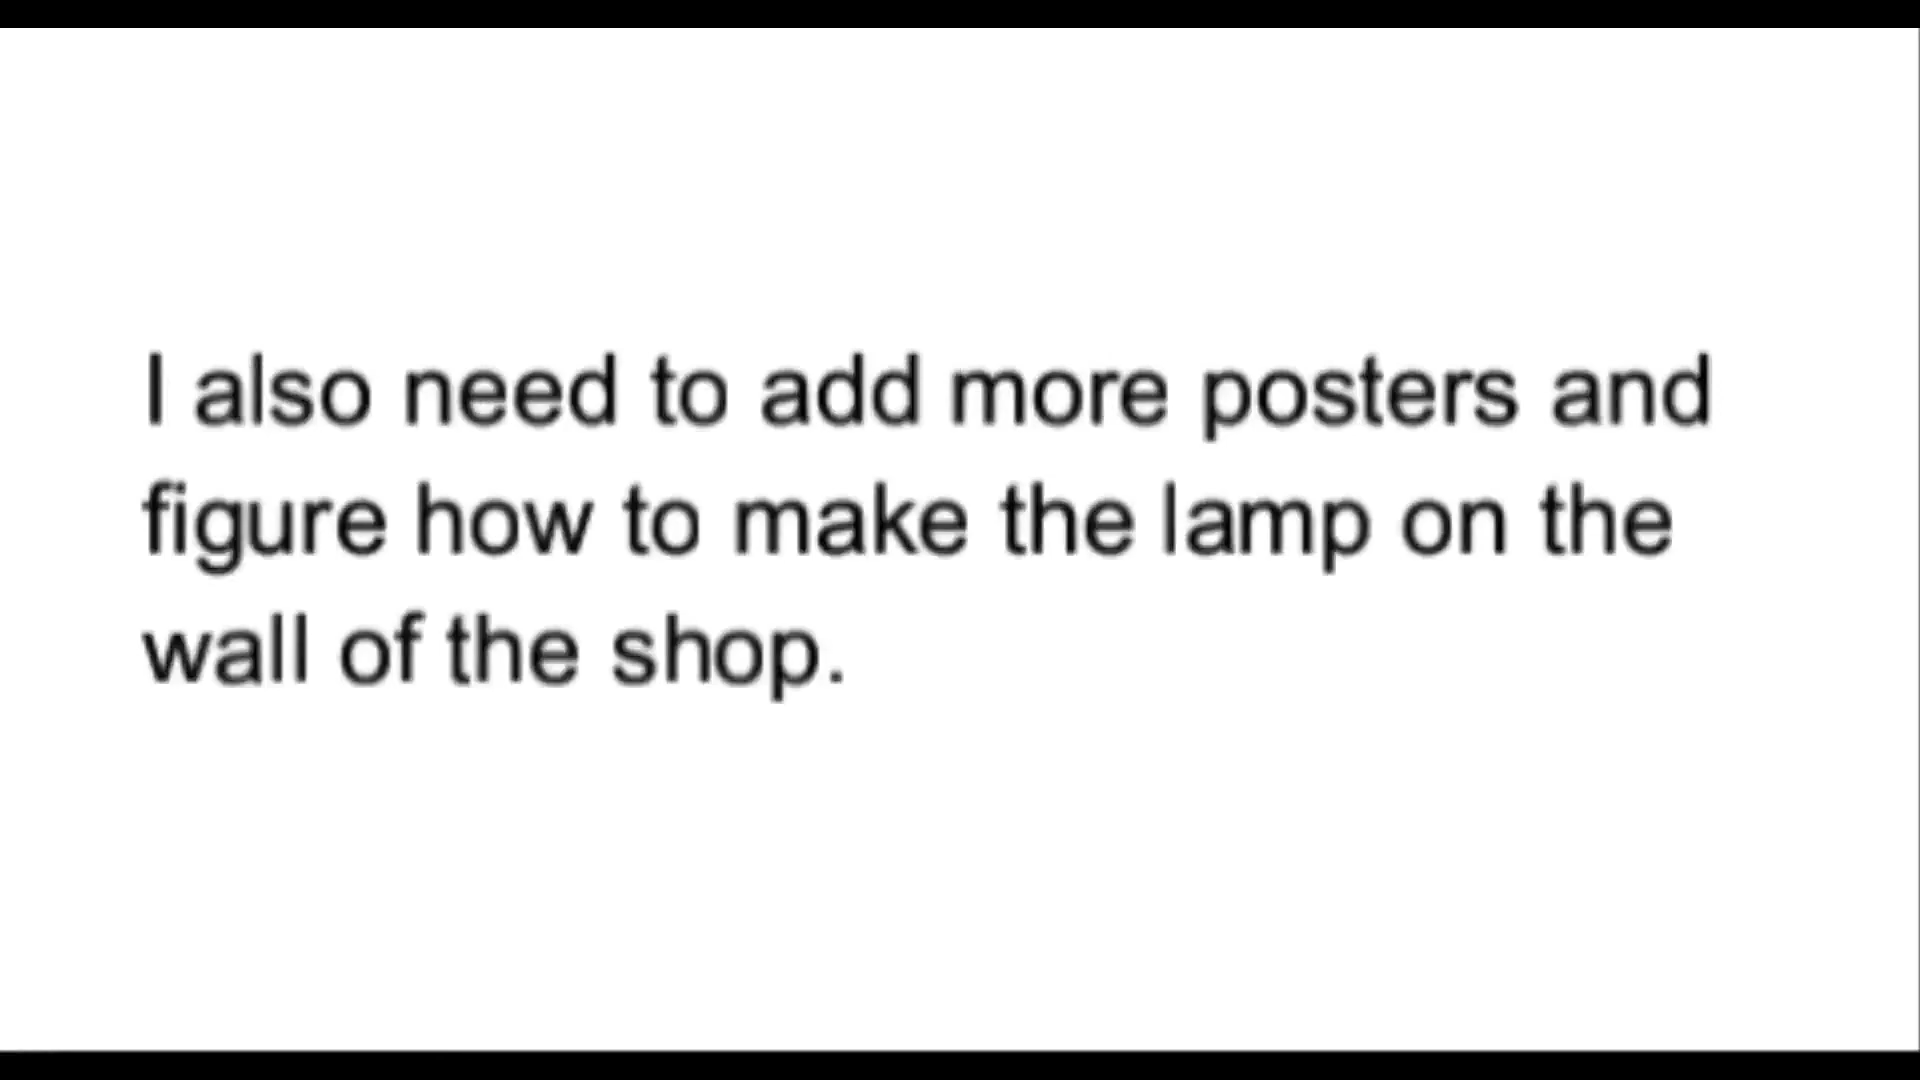 I also need to add more posters and
figure how to make the lamp on the
wall of the shop.